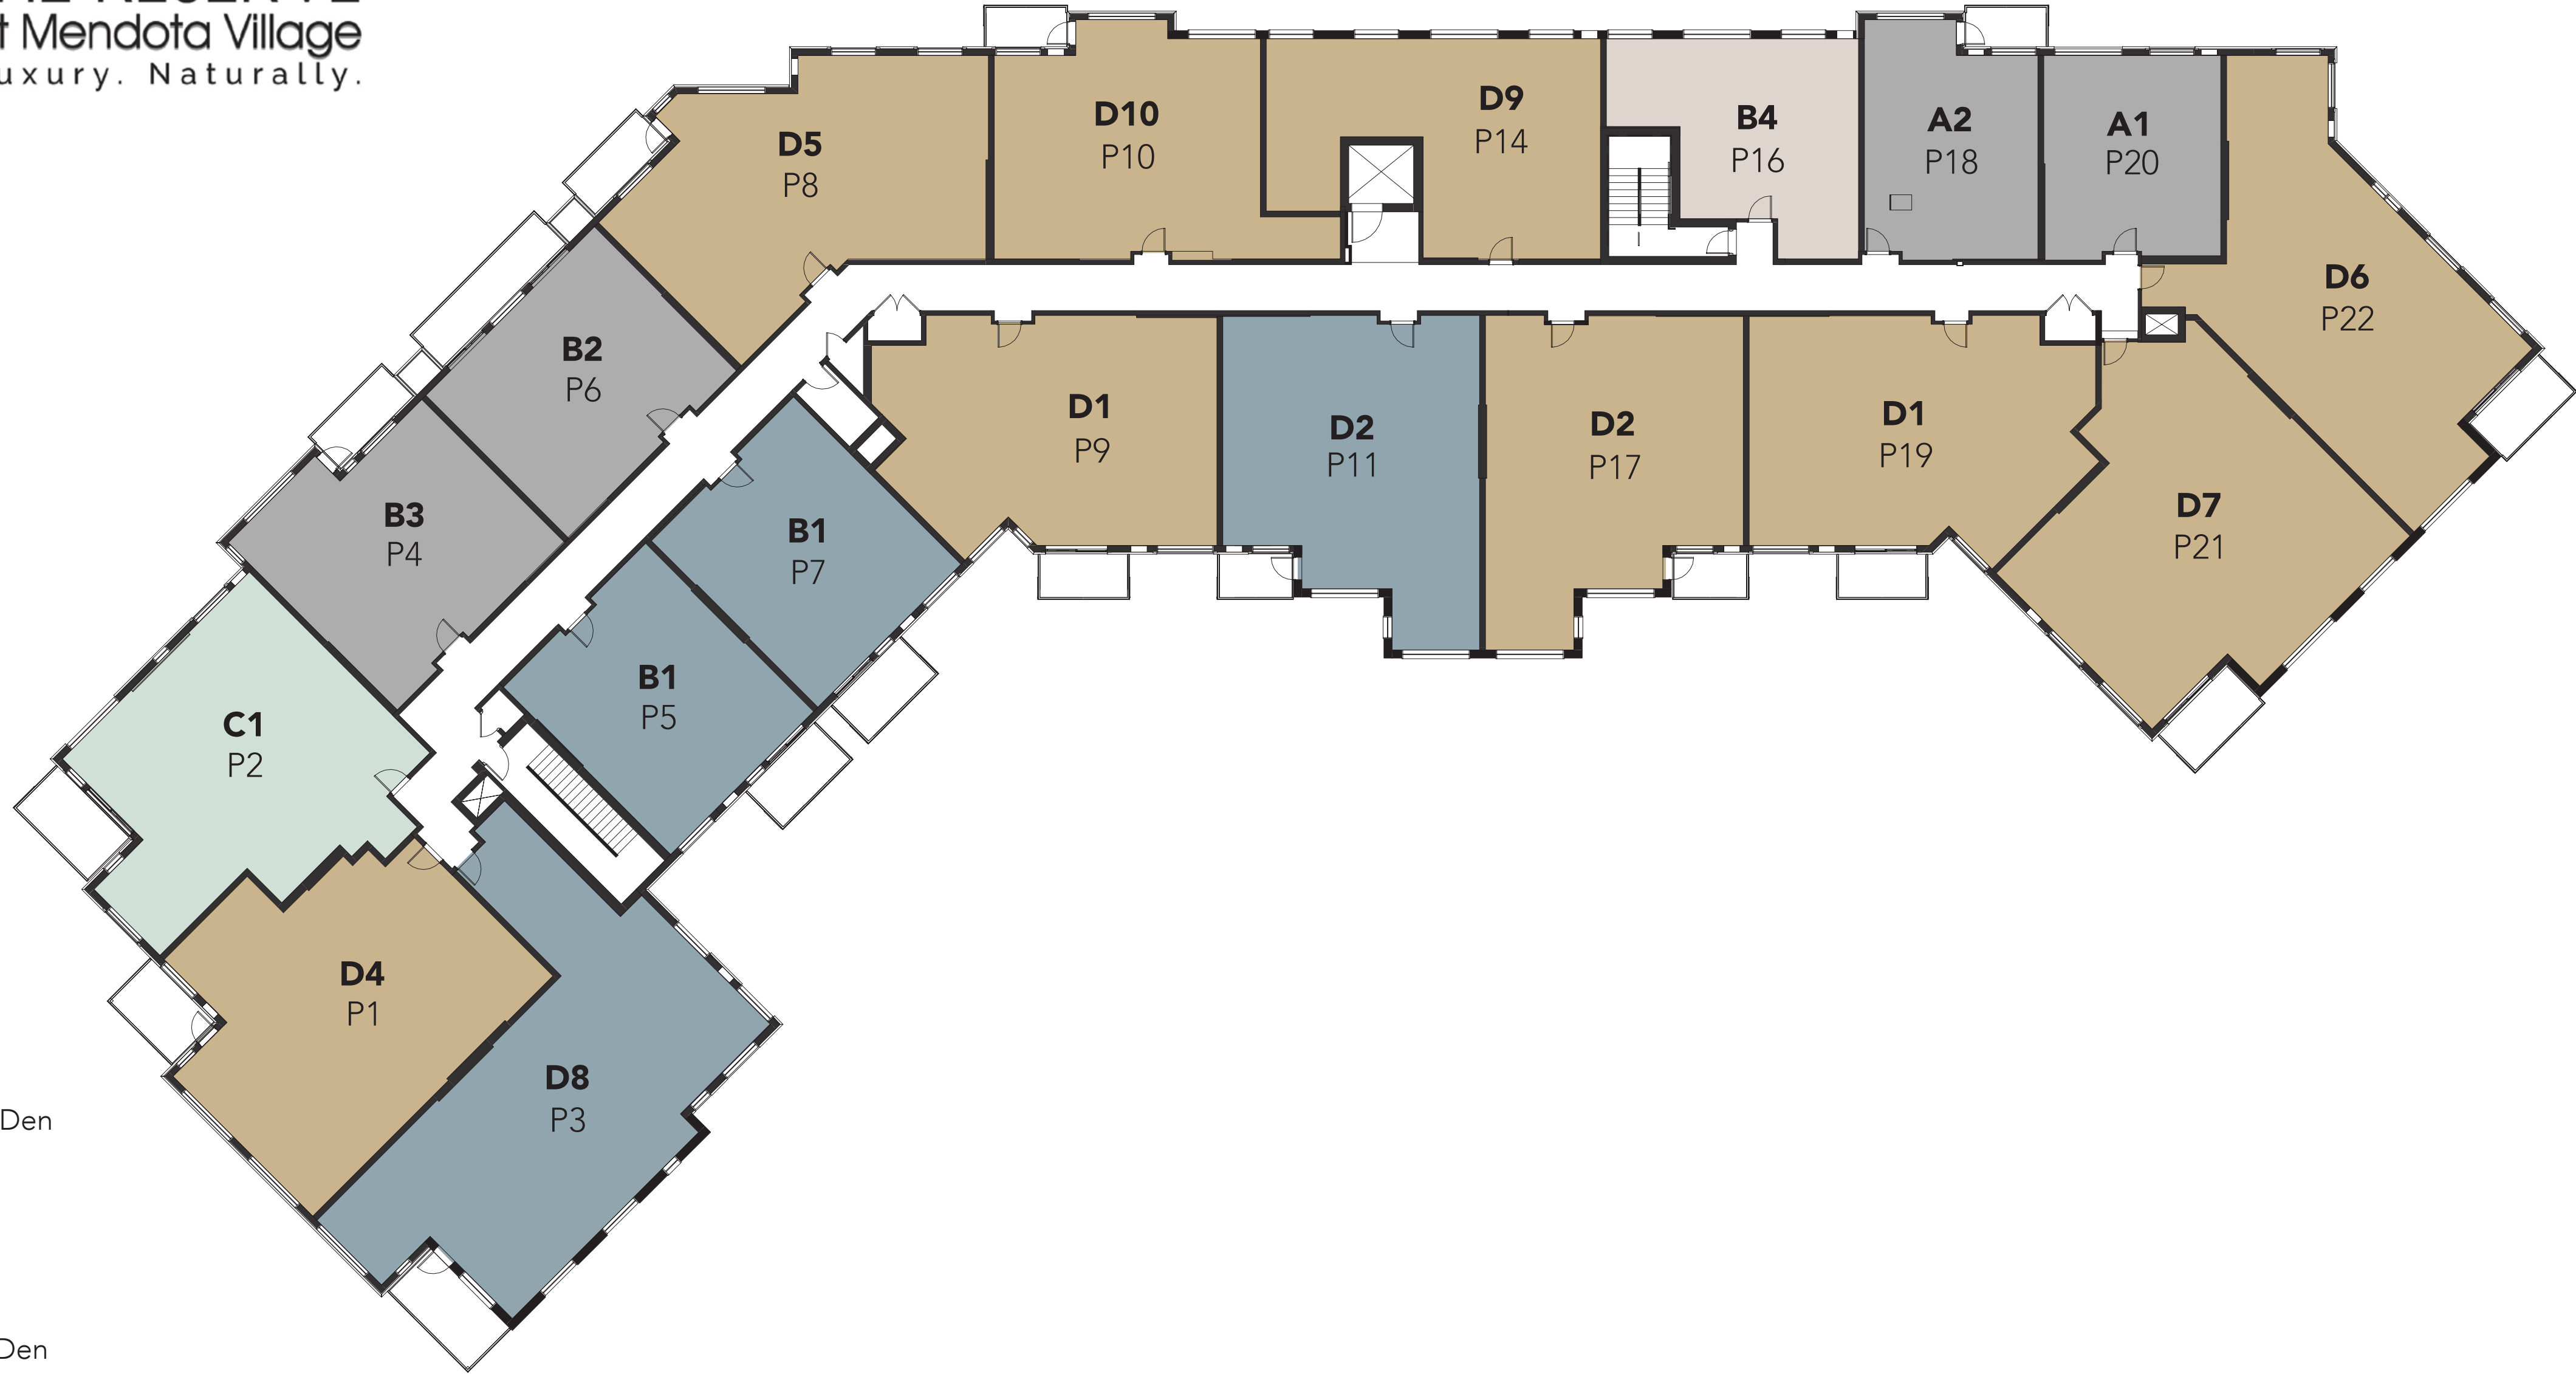 t Mendota Village
uxury. Naturally.
D5
P8
D10
P10
D9
P14
B4
P16
A2
P18
A1
P20
D6
P22
B2
P6
B3
P4
C1
P2
D4
P1
D8
P3
B1
P5
B1
P7
D1
P9
D2
P11
D2
P17
D1
P19
D7
P21
Den
Den